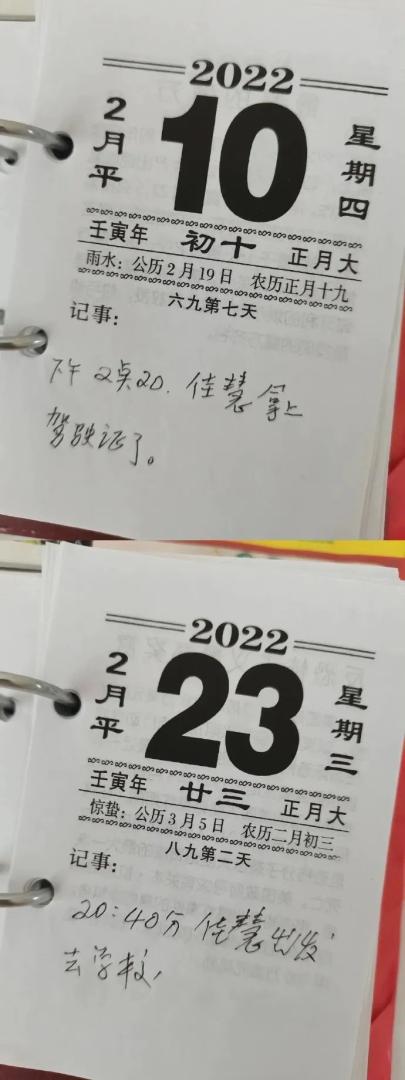 2022
2月平
10
星期四
壬寅年 初十 正月大
雨水：公历2月19日 农历正月十九
六九第七天
记事：
下午2点20. 佳慧拿上
驾驶证了。
2022
2月平
23
星期三
壬寅年 廿三 正月大
惊蛰：公历3月5日 农历二月初三
八九第二天
记事：
20：40分 佳慧出发
去学校，